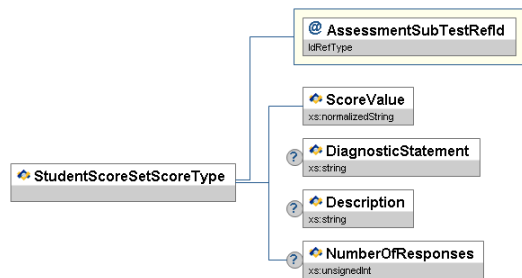 @ AssessmentSubTestRefId
IdRefType
ScoreValue
xs:normalizedString
? DiagnosticStatement
xs:string
StudentScoreSetScoreType
? Description
xs:string
? NumberOfResponses
xs:unsignedInt